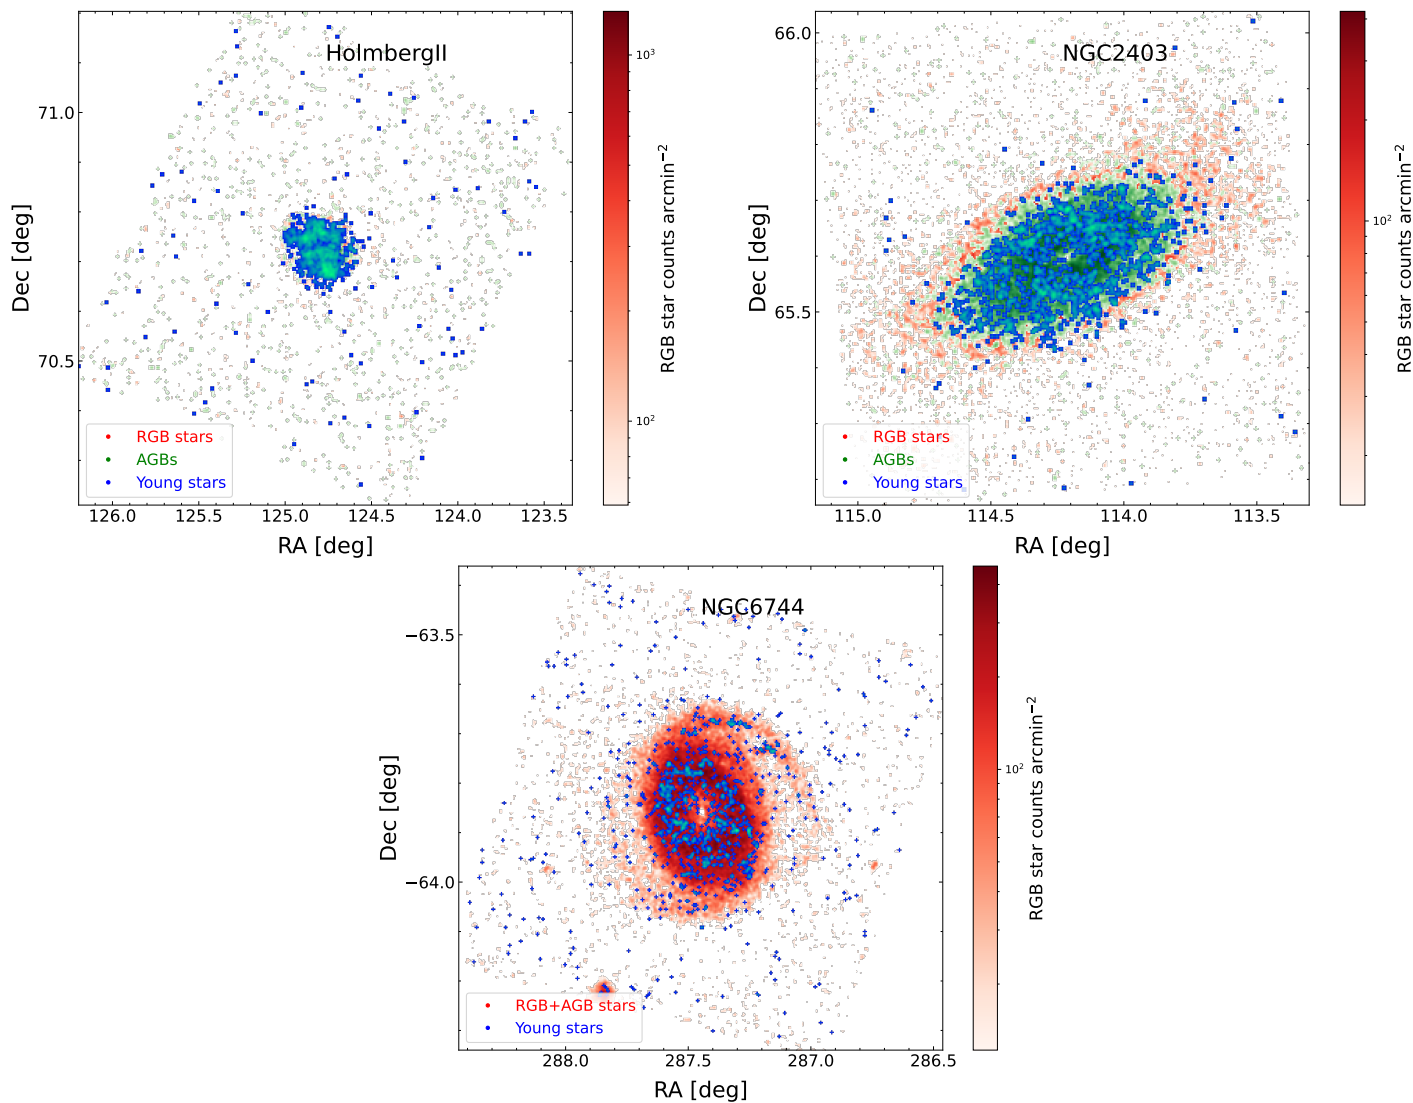 HolmbergII
71.0
70.5
Dec [deg]
126.0 125.5 125.0 124.5 124.0 123.5
RA [deg]
RGB stars
AGBs
Young stars
10³
10²
RGB star counts arcmin⁻²
NGC2403
66.0
65.5
Dec [deg]
115.0 114.5 114.0 113.5
RA [deg]
RGB stars
AGBs
Young stars
10²
RGB star counts arcmin⁻²
NGC6744
−63.5
−64.0
Dec [deg]
288.0 287.5 287.0 286.5
RA [deg]
RGB+AGB stars
Young stars
10²
RGB star counts arcmin⁻²